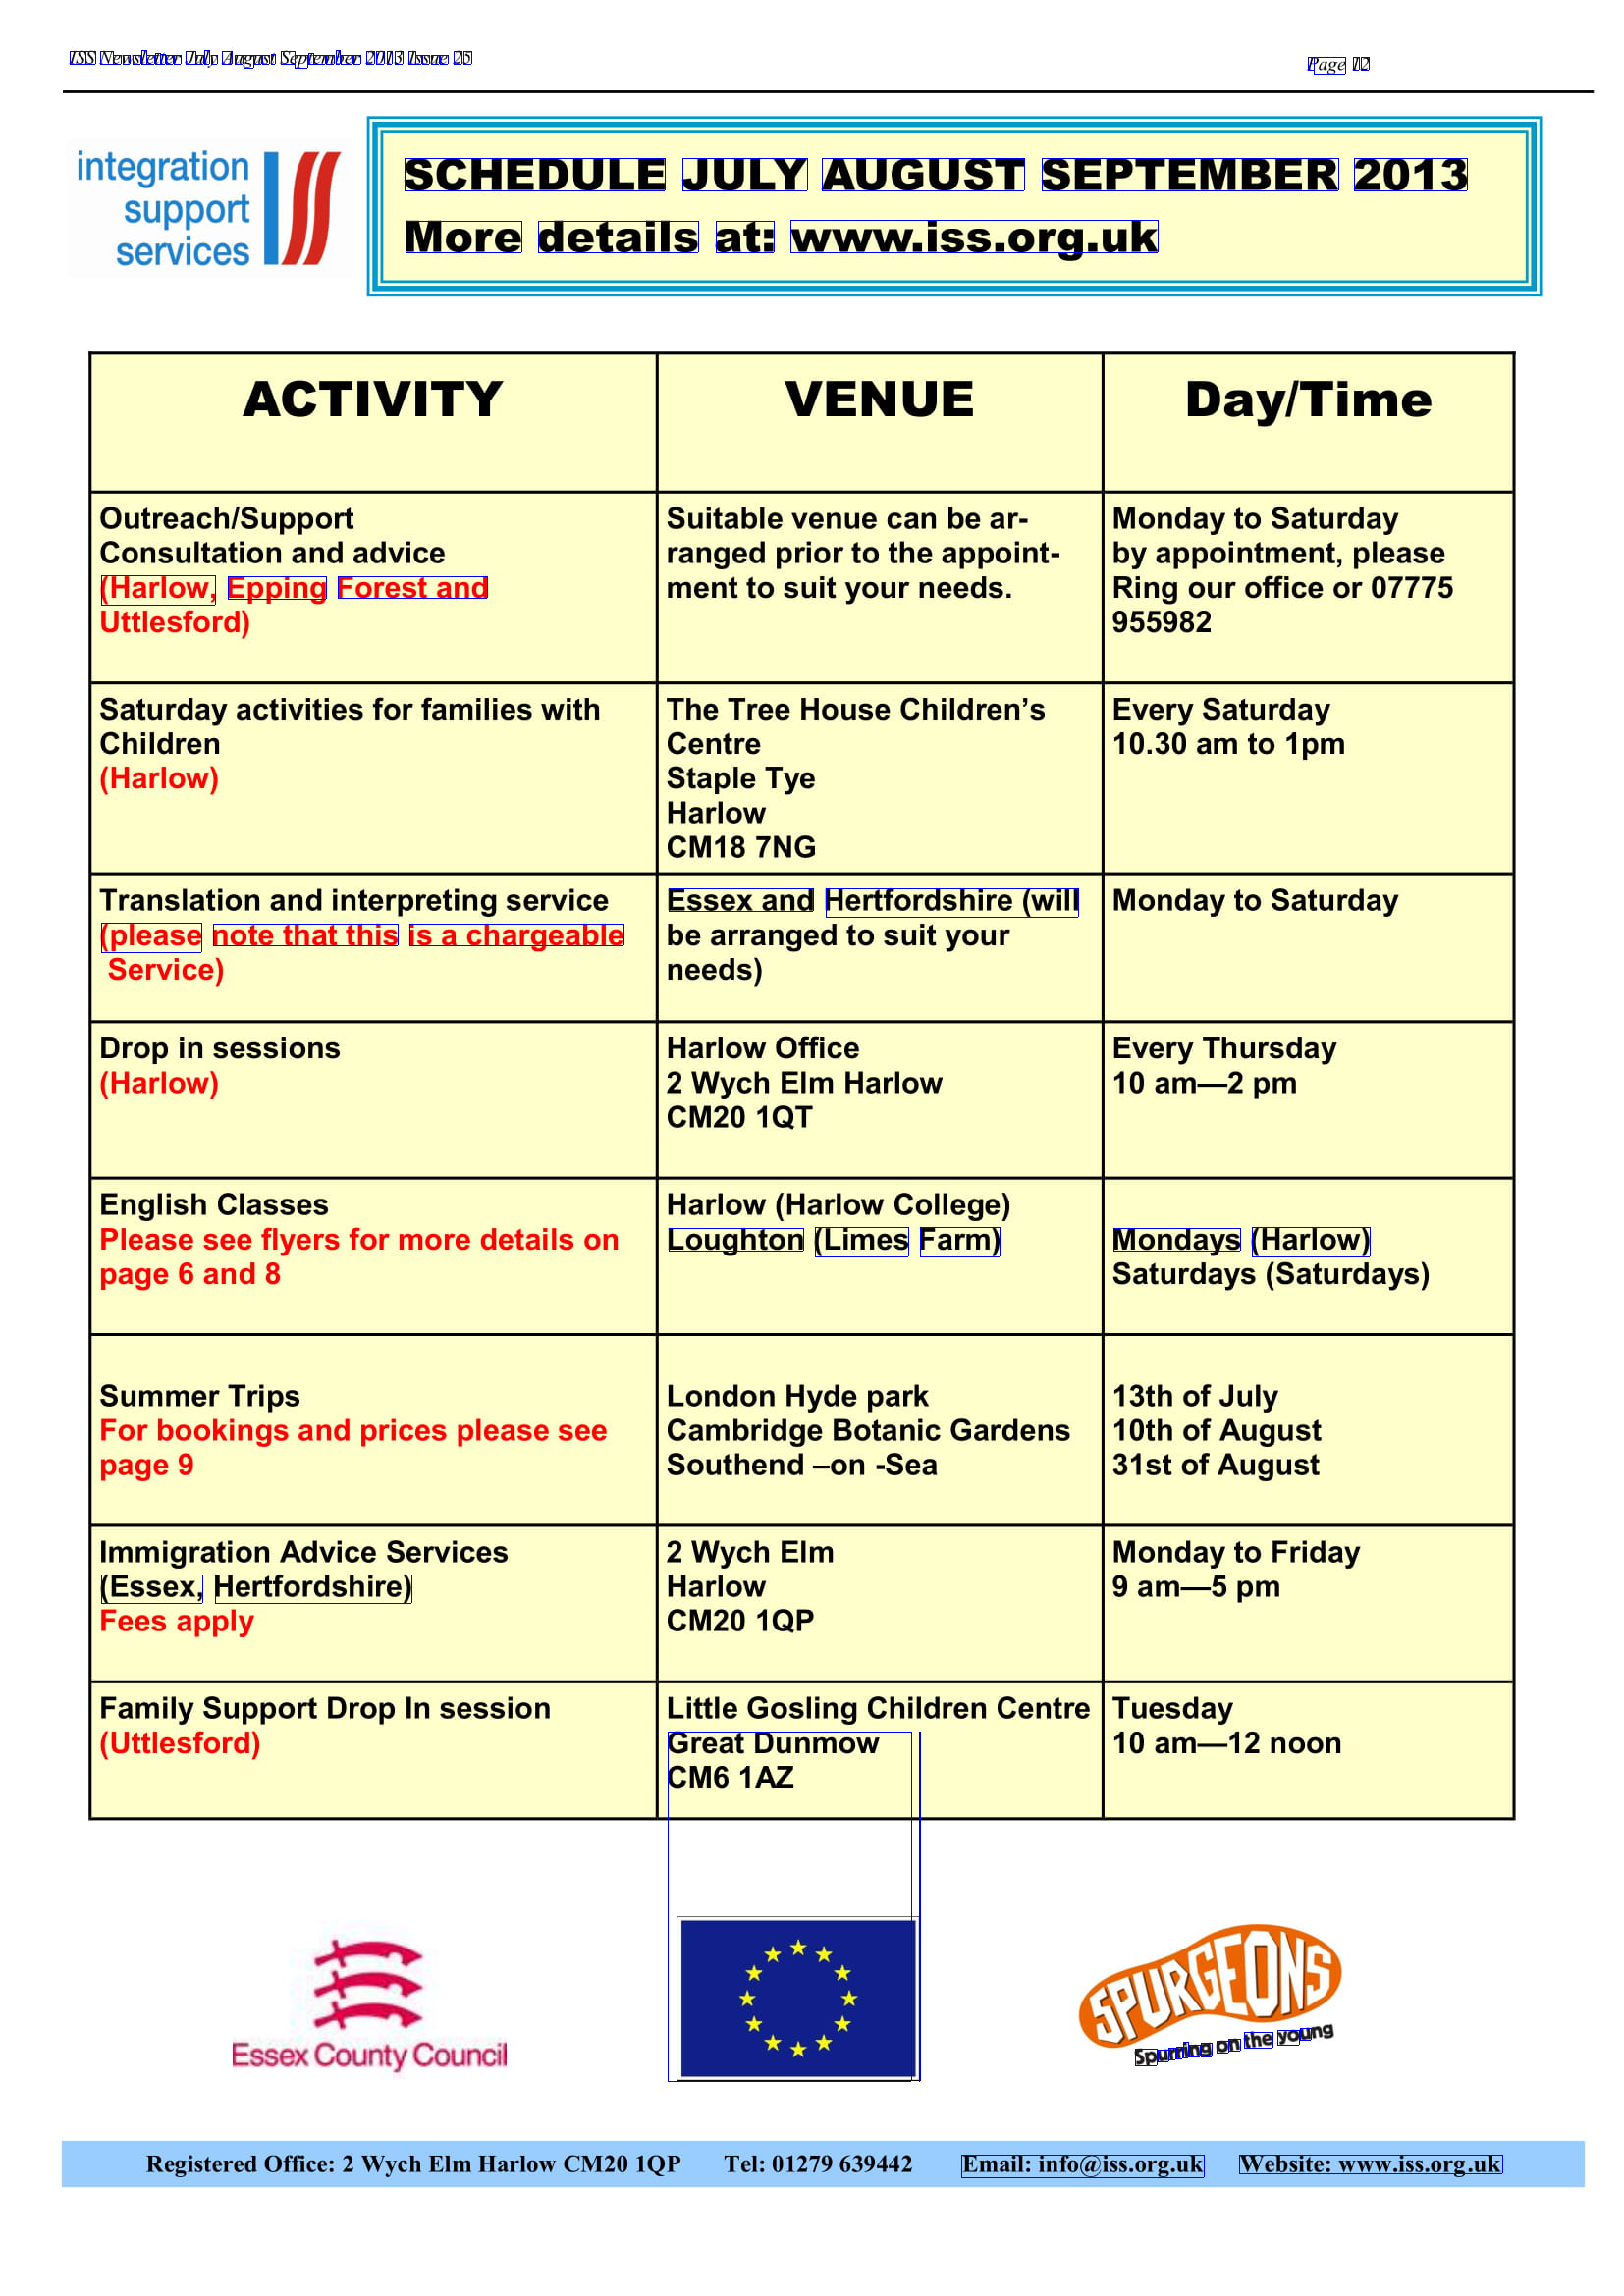 ISS Newsletter July August September 2013 Issue 25
Page 12
integration
support
services
SCHEDULE JULY AUGUST SEPTEMBER 2013
More details at: www.iss.org.uk
ACTIVITY VENUE Day/Time
Outreach/Support
Consultation and advice
(Harlow, Epping Forest and
Uttlesford)
Suitable venue can be ar-
ranged prior to the appoint-
ment to suit your needs.
Monday to Saturday
by appointment, please
Ring our office or 07775
955982
Saturday activities for families with
Children
(Harlow)
The Tree House Children’s
Centre
Staple Tye
Harlow
CM18 7NG
Every Saturday
10.30 am to 1pm
Translation and interpreting service
(please note that this is a chargeable
Service)
Essex and Hertfordshire (will
be arranged to suit your
needs)
Monday to Saturday
Drop in sessions
(Harlow)
Harlow Office
2 Wych Elm Harlow
CM20 1QT
Every Thursday
10 am—2 pm
English Classes
Please see flyers for more details on
page 6 and 8
Harlow (Harlow College)
Loughton (Limes Farm)
Mondays (Harlow)
Saturdays (Saturdays)
Summer Trips
For bookings and prices please see
page 9
London Hyde park
Cambridge Botanic Gardens
Southend –on -Sea
13th of July
10th of August
31st of August
Immigration Advice Services
(Essex, Hertfordshire)
Fees apply
2 Wych Elm
Harlow
CM20 1QP
Monday to Friday
9 am—5 pm
Family Support Drop In session
(Uttlesford)
Little Gosling Children Centre
Great Dunmow
CM6 1AZ
Tuesday
10 am—12 noon
Essex County Council
SPURGEONS
Spurring on the young
Registered Office: 2 Wych Elm Harlow CM20 1QP Tel: 01279 639442 Email: info@iss.org.uk Website: www.iss.org.uk